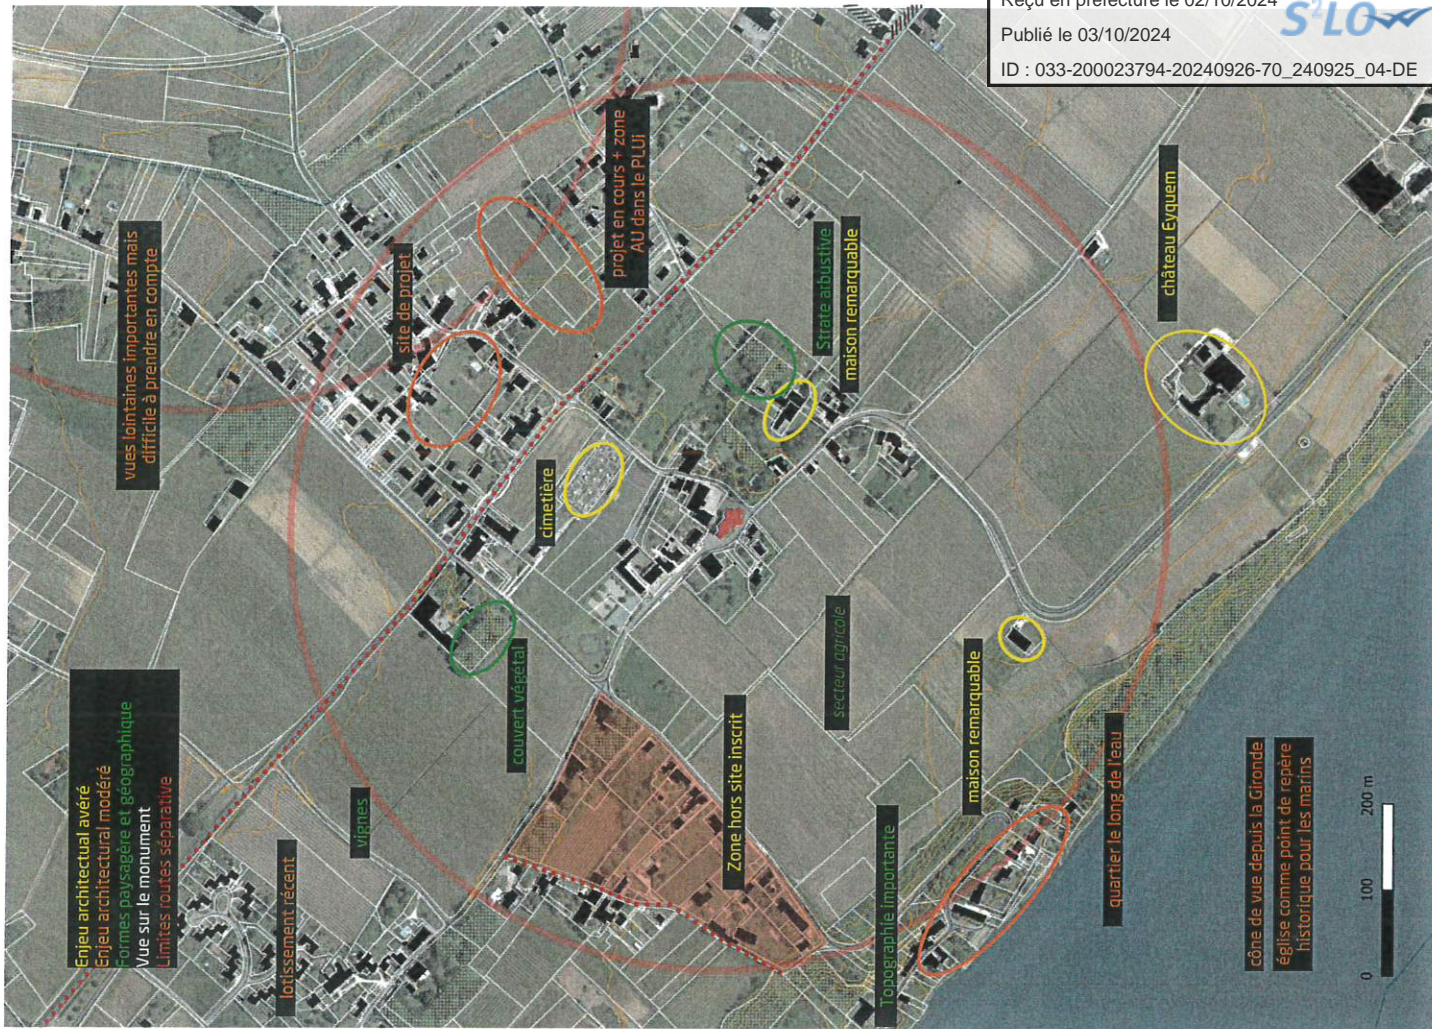 Reçu en préfecture le 02/10/2024
Publié le 03/10/2024
S²LO
ID : 033-200023794-20240926-70_240925_04-DE
Enjeu architectual avéré
Enjeu architectural modéré
Formes paysagère et géographique
Vue sur le monument
Limites routes séparative
lotissement récent
vignes
vues lointaines importantes mais
difficile à prendre en compte
site de projet
projet en cours + zone
AU dans le PLUi
couvert végétal
cimetière
Strate arbustive
maison remarquable
Zone hors site inscrit
secteur agricole
Topographie importante
maison remarquable
château Eyquem
quartier le long de l'eau
cône de vue depuis la Gironde
église comme point de repère
historique pour les marins
0 100 200 m